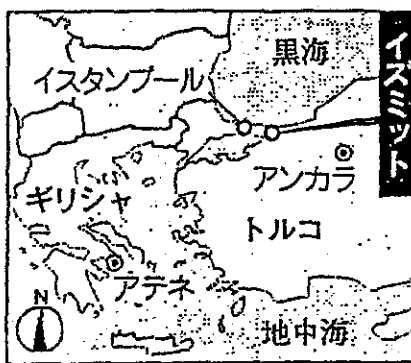 黒海
イズミット
イスタンブール
アンカラ
ギリシャ
トルコ
アテネ
N
地中海